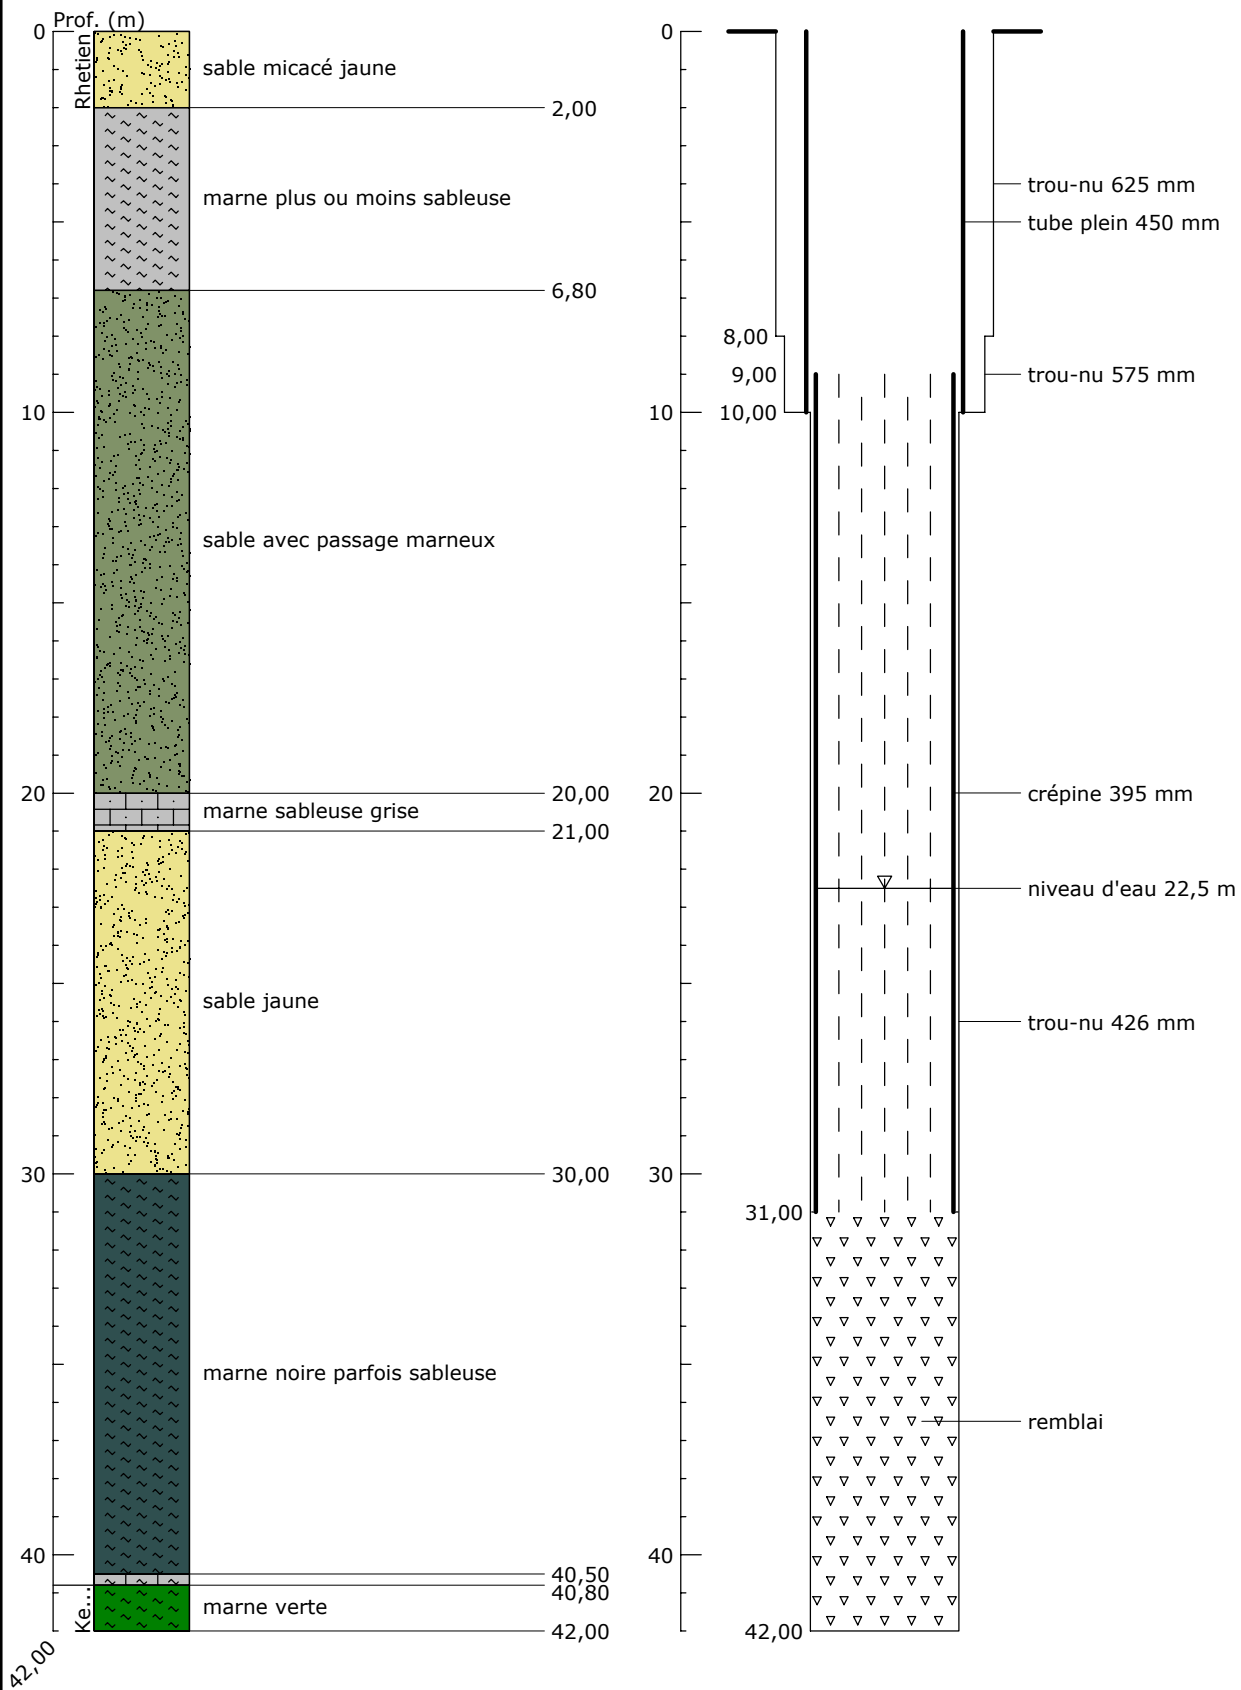 Prof. (m)
0
Rhetien
sable micacé jaune
2,00
marne plus ou moins sableuse
6,80
10
sable avec passage marneux
20
20,00
marne sableuse grise
21,00
sable jaune
30
30,00
marne noire parfois sableuse
40
40,50
40,80
Ke...
marne verte
42,00
42,00
0
trou-nu 625 mm
tube plein 450 mm
8,00
9,00
trou-nu 575 mm
10
10,00
20
crépine 395 mm
niveau d'eau 22,5 m
trou-nu 426 mm
30
31,00
remblai
40
42,00